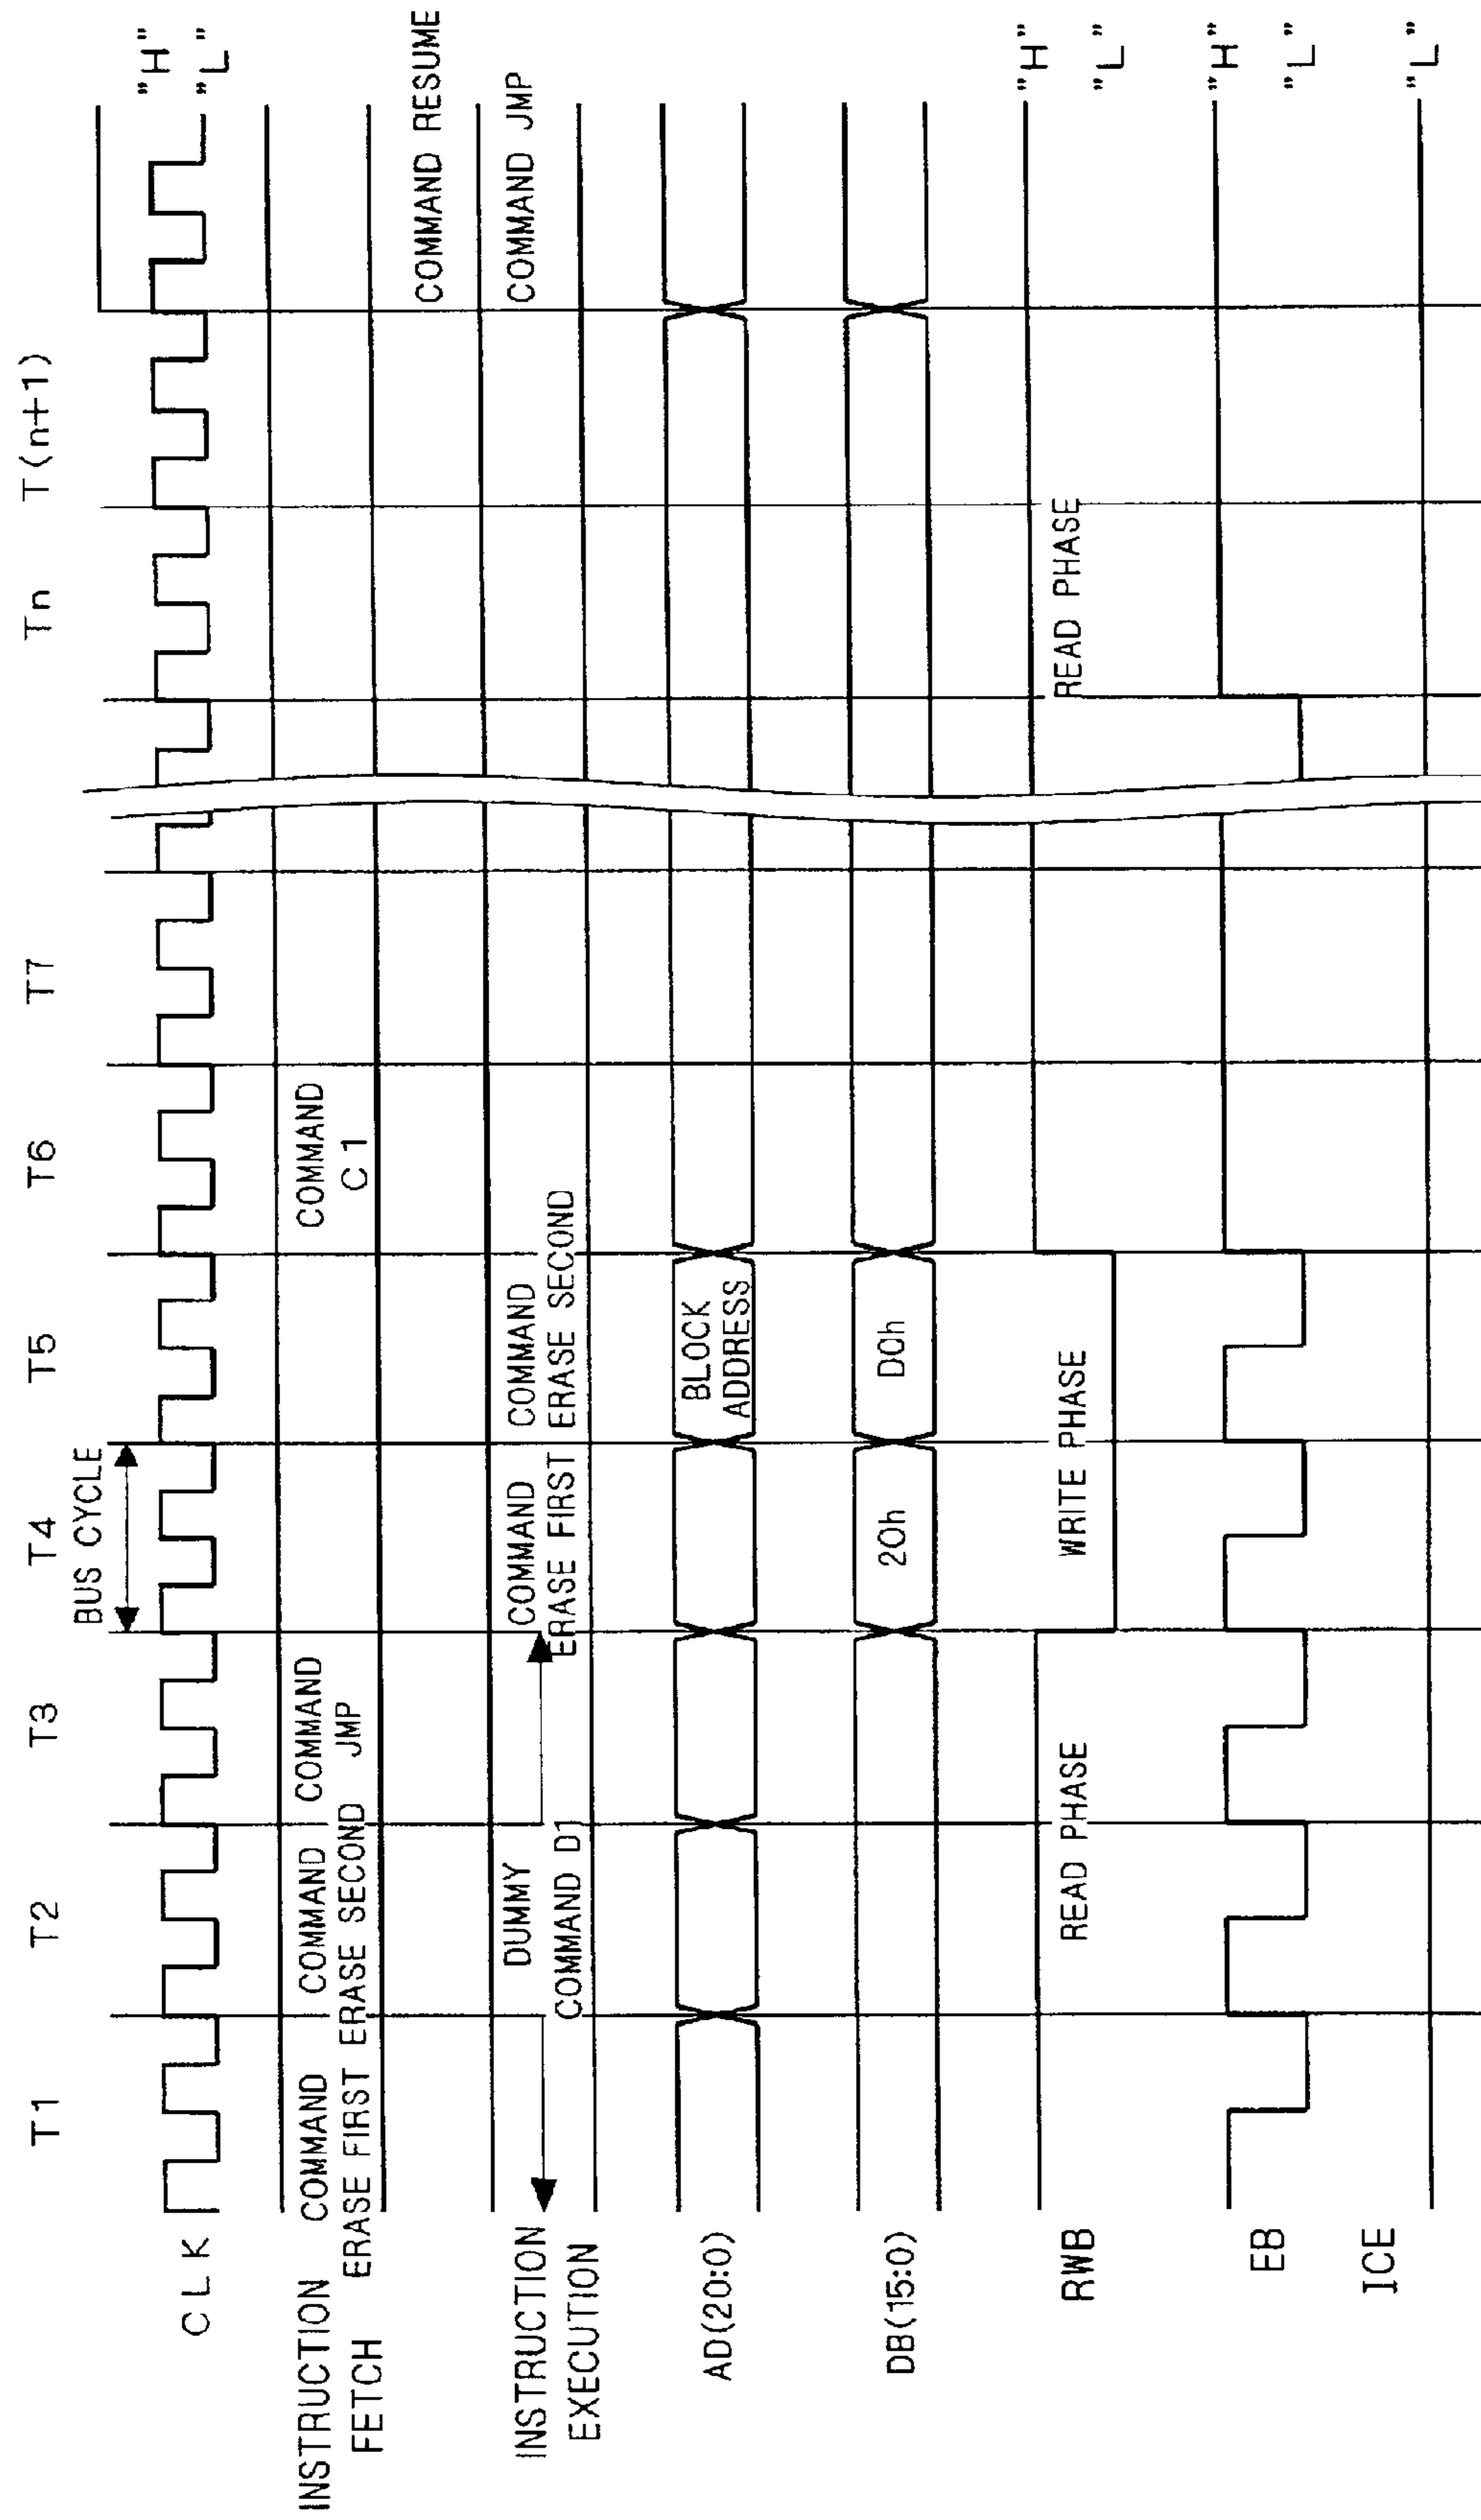 T1 T2 T3 T4 T5 T6 T7 Tn T(n+1)
BUS CYCLE
CLK
"H"
"L"
INSTRUCTION
FETCH
COMMAND
ERASE FIRST
COMMAND
ERASE SECOND
COMMAND
JMP
COMMAND
C1
COMMAND RESUME
INSTRUCTION
EXECUTION
DUMMY
COMMAND D1
COMMAND
ERASE FIRST
COMMAND
ERASE SECOND
COMMAND JMP
AD(20:0)
BLOCK
ADDRESS
DB(15:0)
20h
D0h
RWB
READ PHASE
WRITE PHASE
READ PHASE
"H"
"L"
EB
"H"
"L"
ICE
"L"